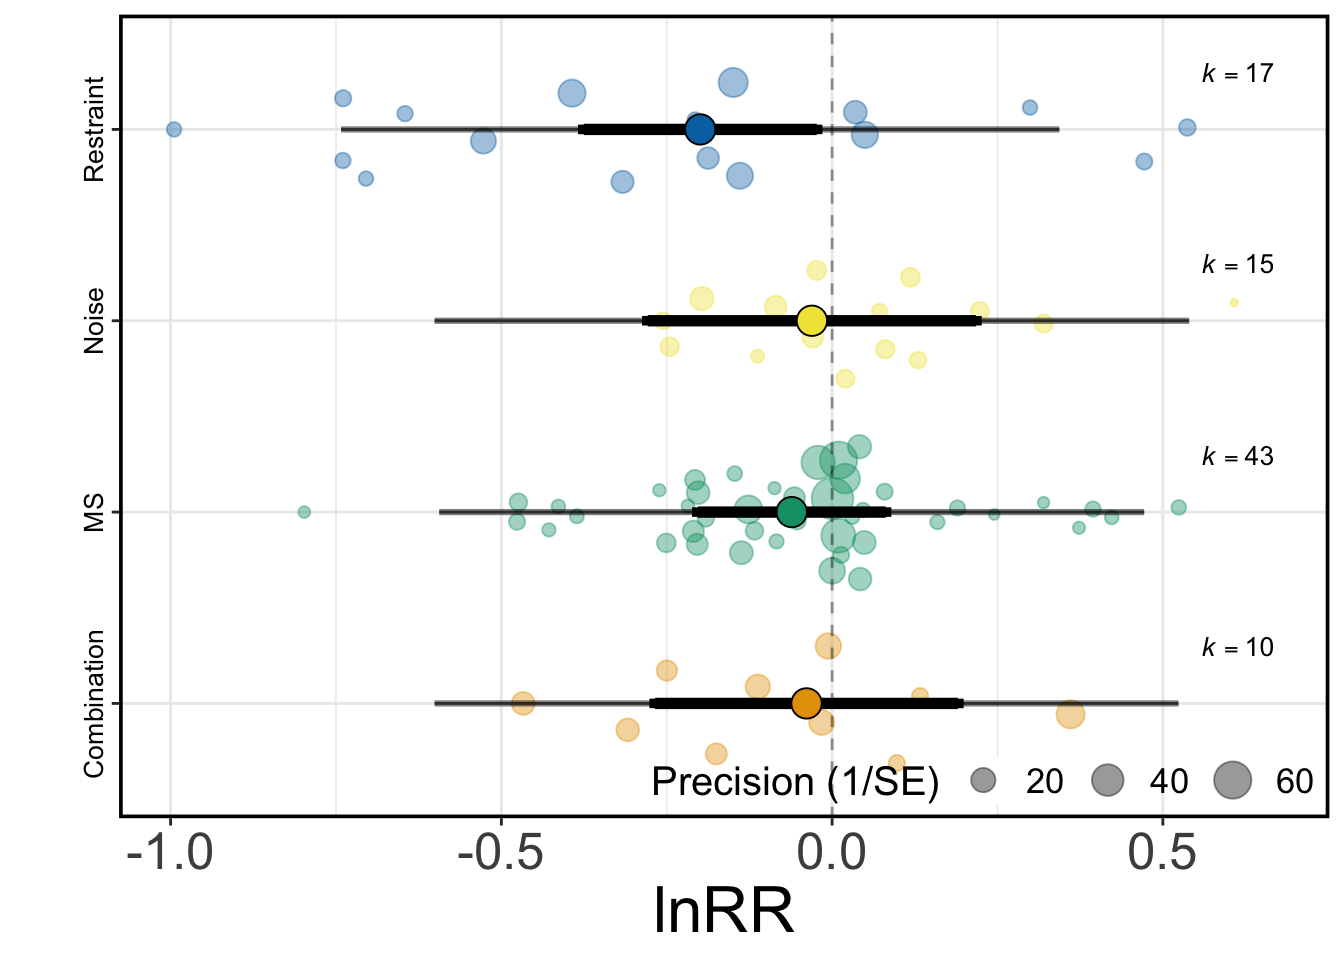 Restraint
k = 17
Noise
k = 15
MS
k = 43
Combination
k = 10
Precision (1/SE) 20 40 60
-1.0 -0.5 0.0 0.5
lnRR